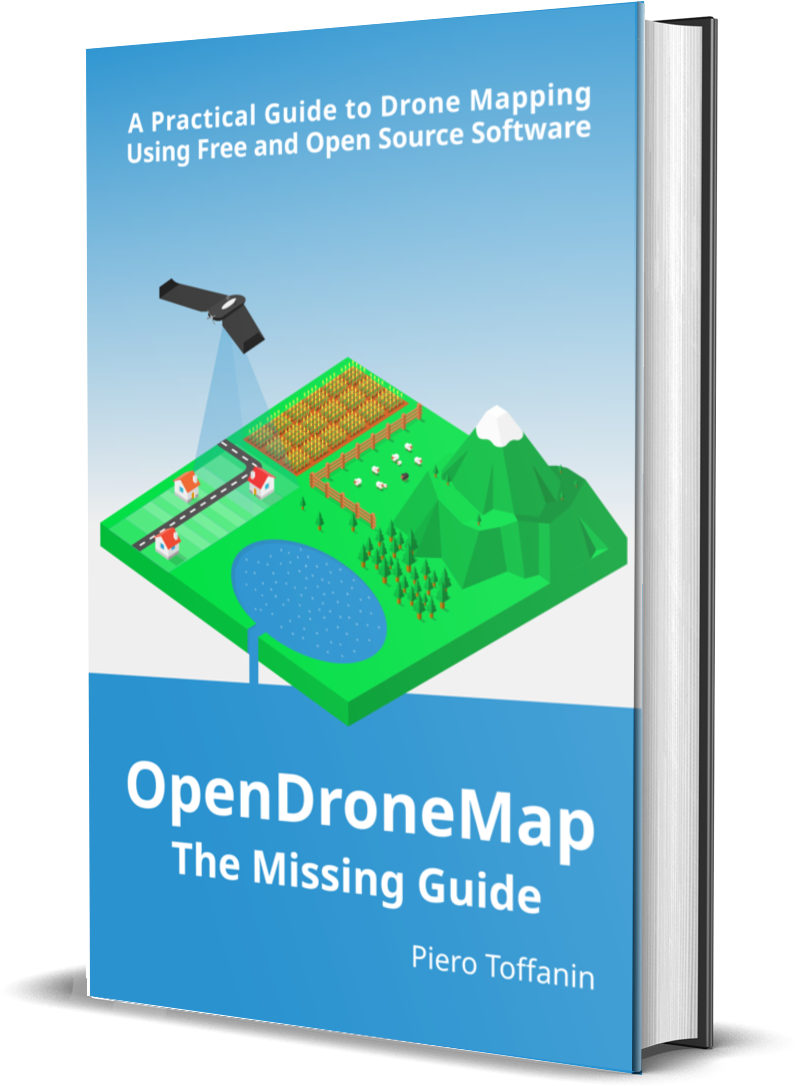 A Practical Guide to Drone Mapping
Using Free and Open Source Software
OpenDroneMap
The Missing Guide
Piero Toffanin